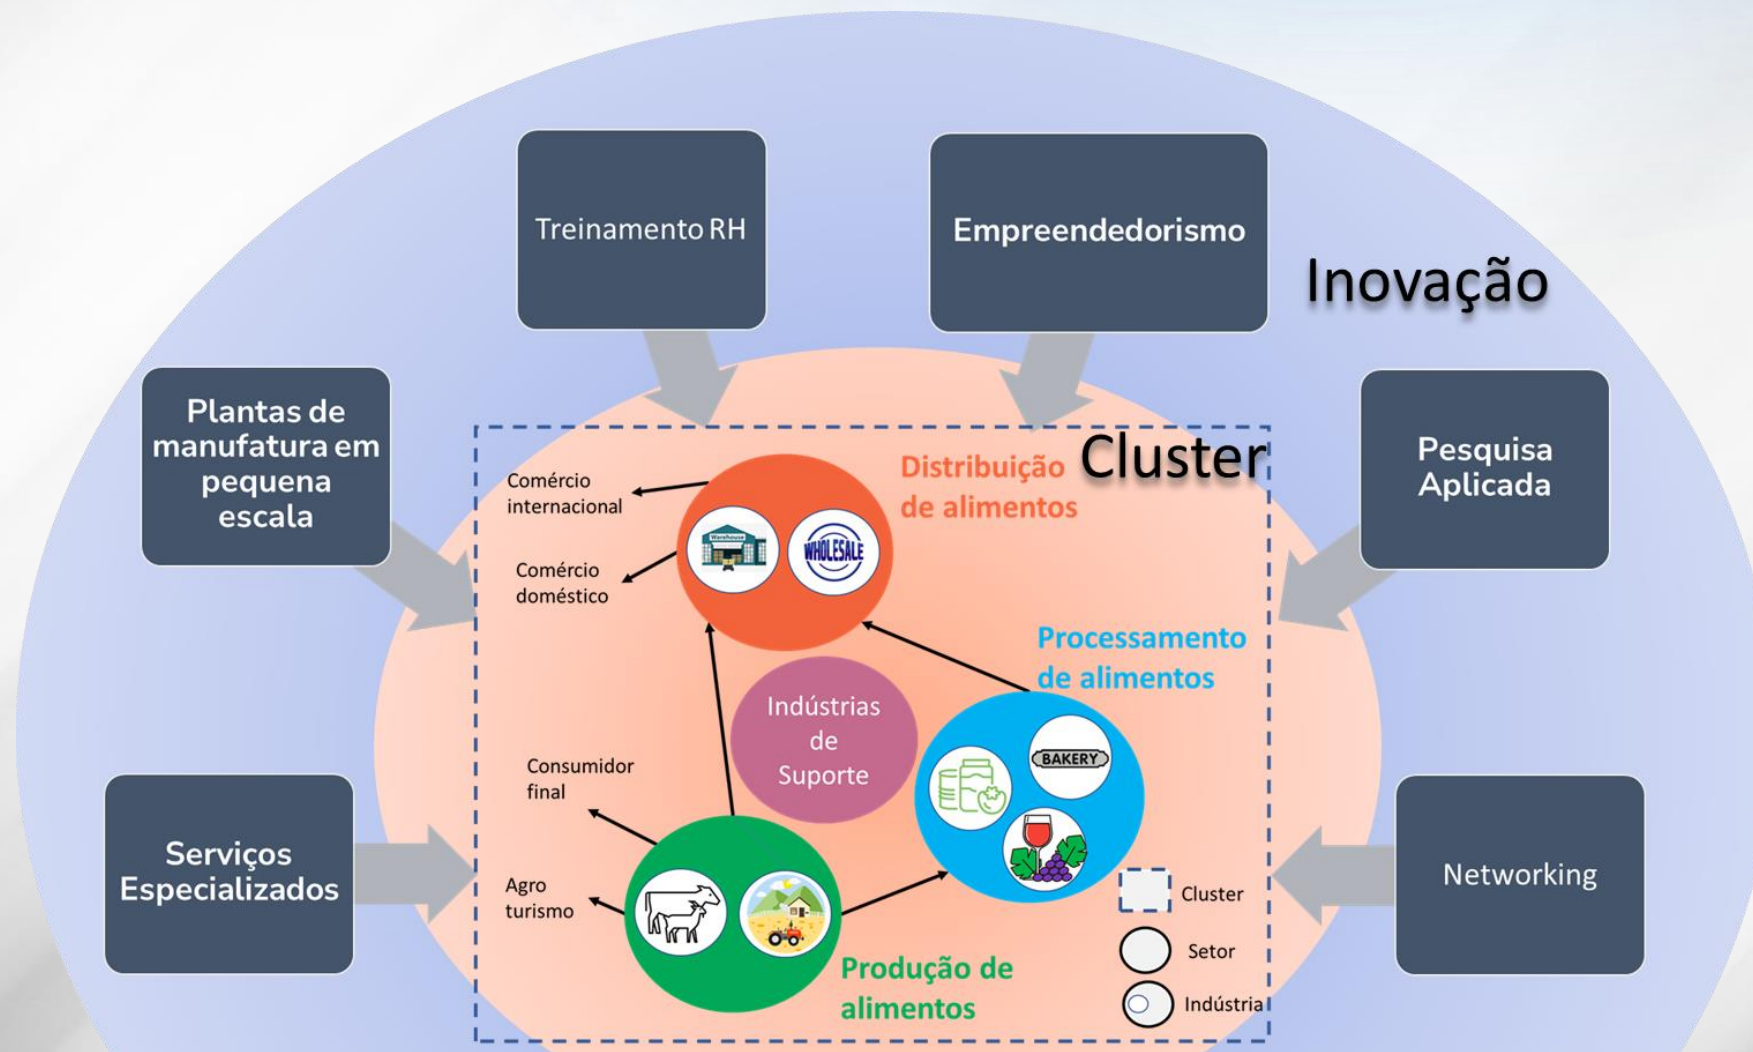 Treinamento RH
Empreendedorismo
Inovação
Plantas de
manufatura em
pequena
escala
Pesquisa
Aplicada
Serviços
Especializados
Networking
Cluster
Distribuição
de alimentos
Comércio
internacional
Comércio
doméstico
Warehouse
WHOLESALE
Processamento
de alimentos
Indústrias
de
Suporte
BAKERY
Consumidor
final
Agro
turismo
Produção de
alimentos
Cluster
Setor
Indústria